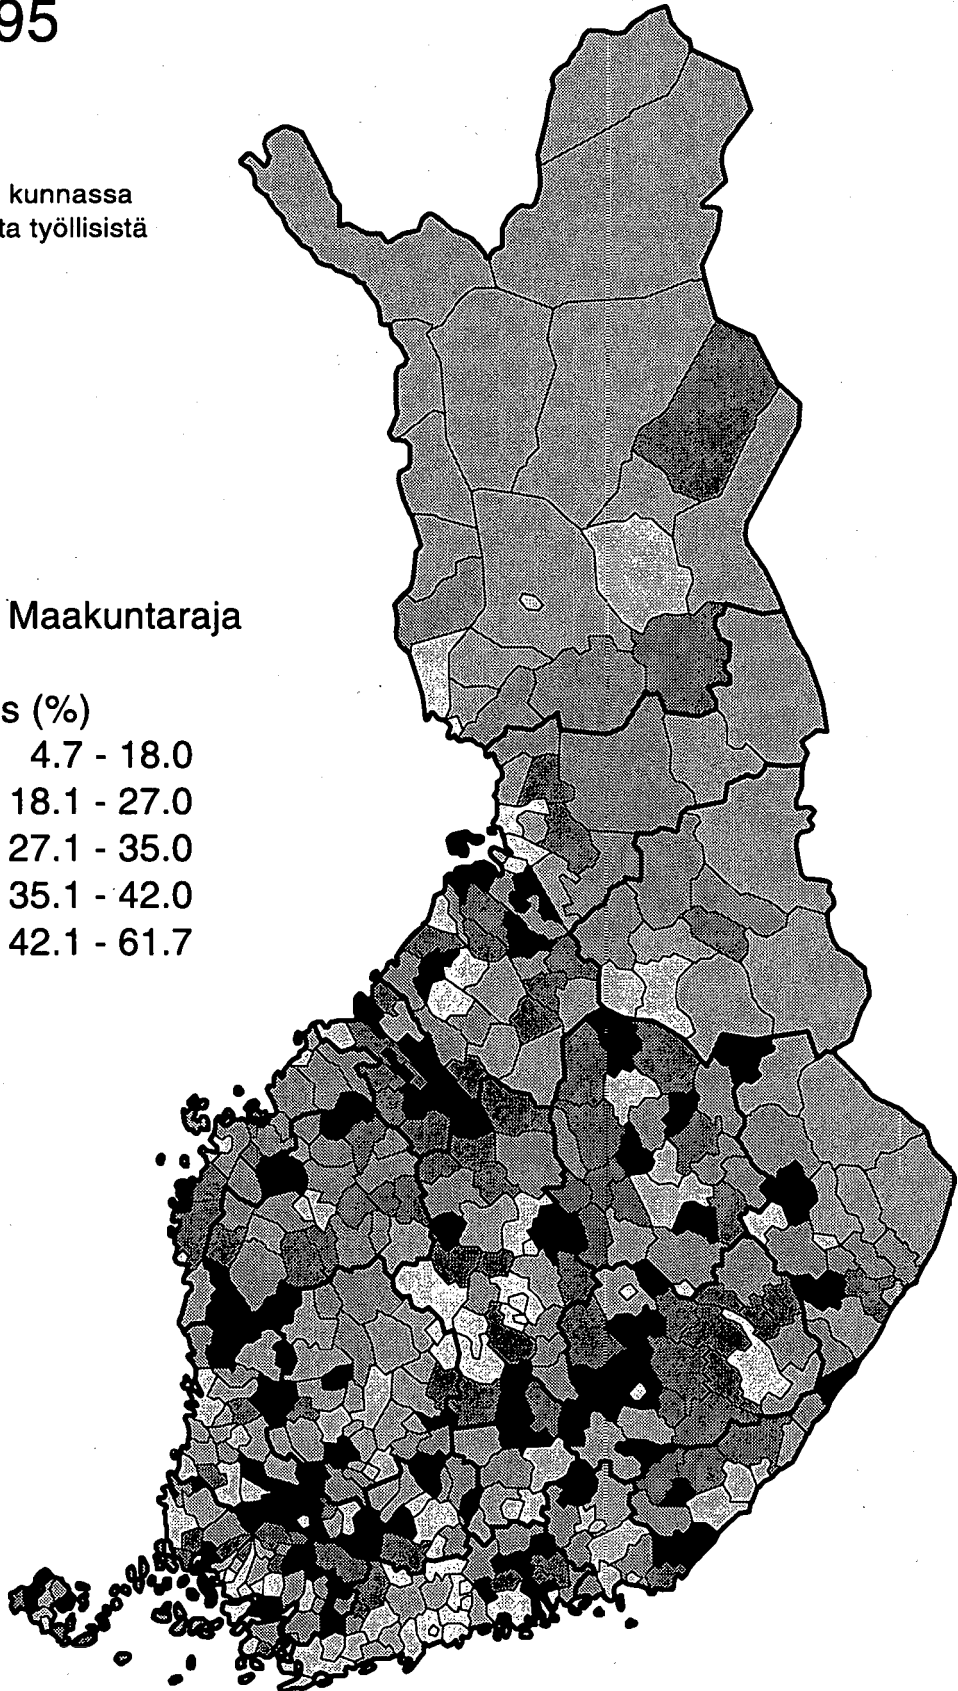 95
kunnassa
ta työllisistä
Maakuntaraja
s (%)
4.7 - 18.0
18.1 - 27.0
27.1 - 35.0
35.1 - 42.0
42.1 - 61.7